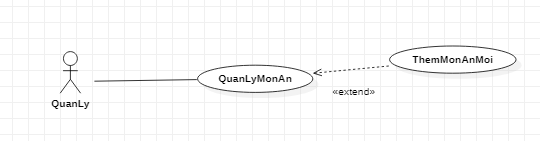 ThemMonAnMoi
QuanLyMonAn
«extend»
QuanLy